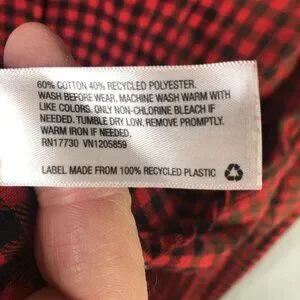 60% COTTON 40% RECYCLED POLYESTER.
WASH BEFORE WEAR. MACHINE WASH WARM WITH
LIKE COLORS. ONLY NON-CHLORINE BLEACH IF
NEEDED. TUMBLE DRY LOW. REMOVE PROMPTLY.
WARM IRON IF NEEDED.
RN17730 VN1205859
LABEL MADE FROM 100% RECYCLED PLASTIC